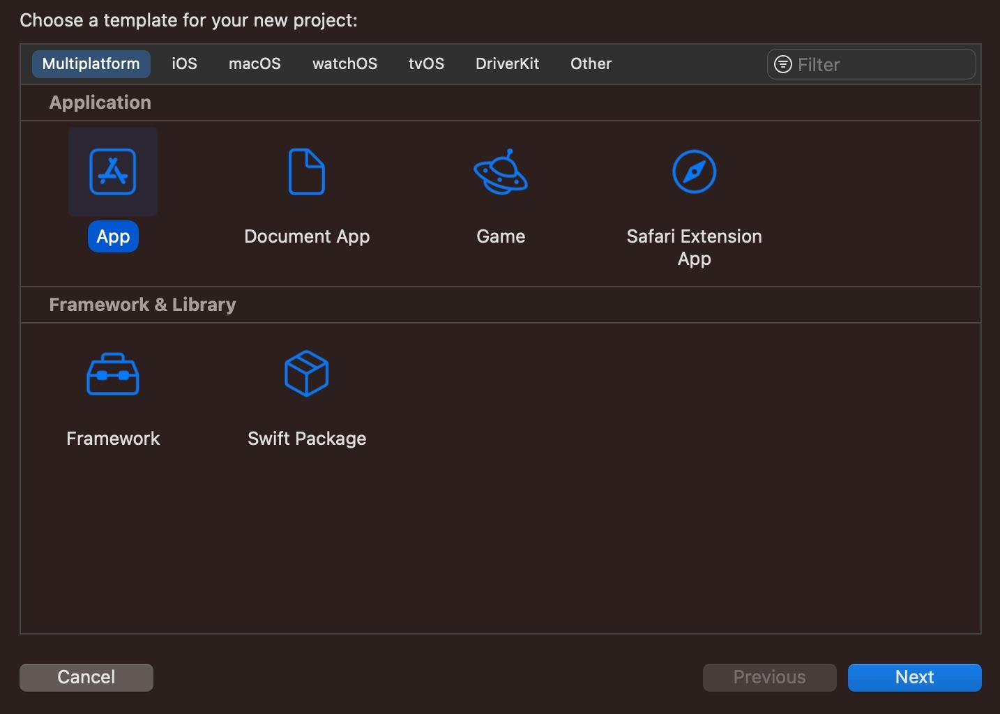 Choose a template for your new project:
Multiplatform iOS macOS watchOS tvOS DriverKit Other Filter
Application
App Document App Game Safari Extension
App
Framework & Library
Framework Swift Package
Cancel Previous Next